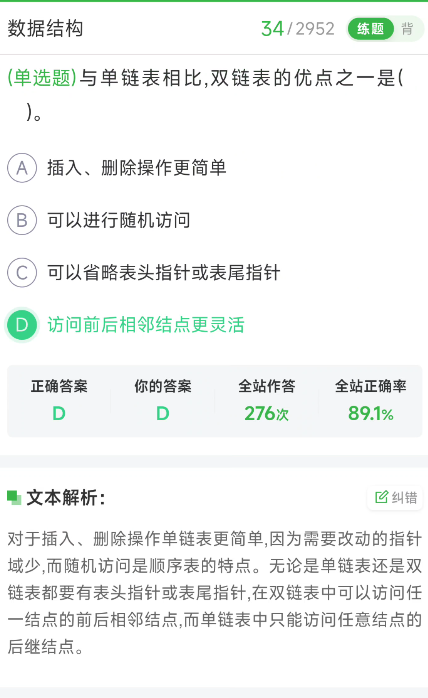 数据结构 34/2952 练题 背
(单选题)与单链表相比,双链表的优点之一是(
)。
A 插入、删除操作更简单
B 可以进行随机访问
C 可以省略表头指针或表尾指针
D 访问前后相邻结点更灵活
正确答案 你的答案 全站作答 全站正确率
D D 276次 89.1%
文本解析: 纠错
对于插入、删除操作单链表更简单,因为需要改动的指针
域少,而随机访问是顺序表的特点。无论是单链表还是双
链表都要有表头指针或表尾指针,在双链表中可以访问任
一结点的前后相邻结点,而单链表中只能访问任意结点的
后继结点。